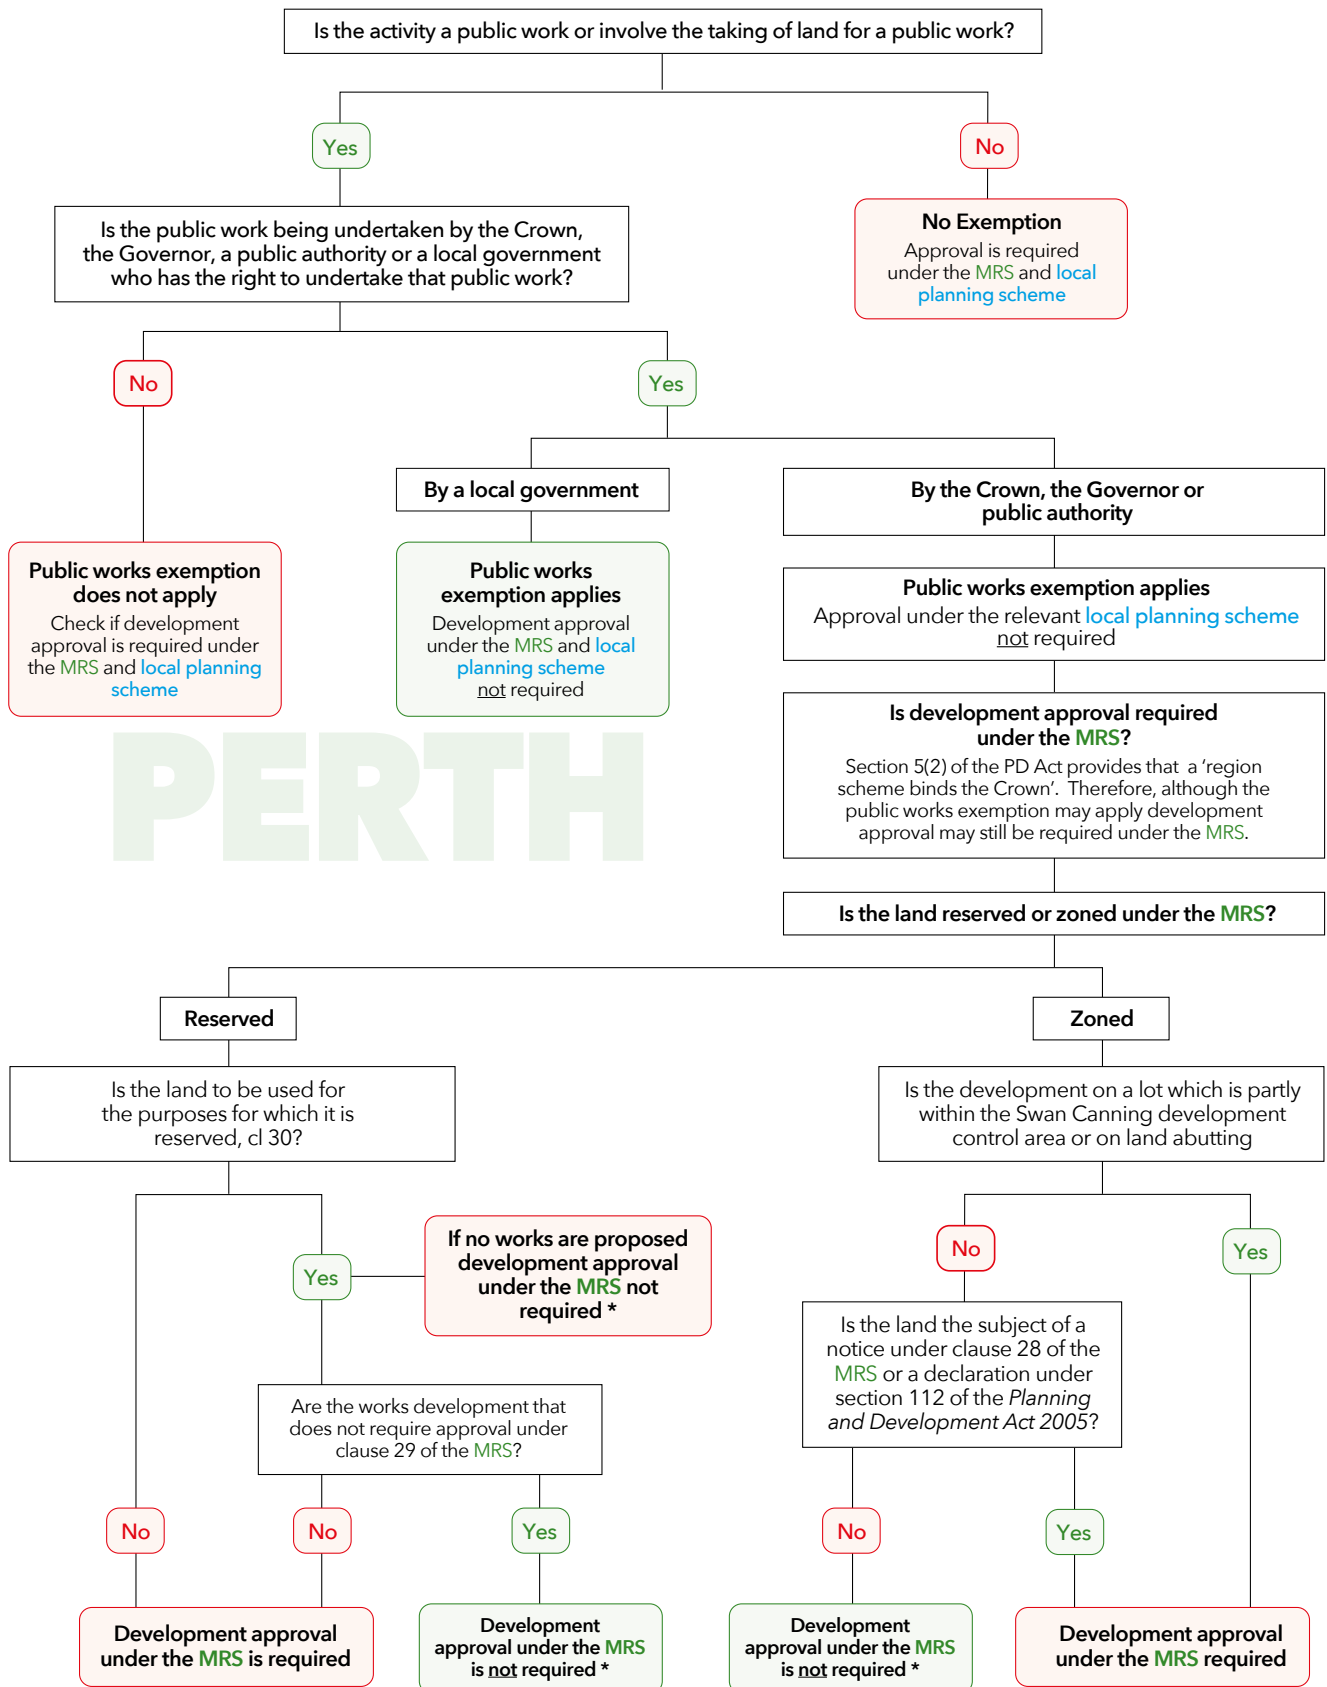 Is the activity a public work or involve the taking of land for a public work?
Yes
No
Is the public work being undertaken by the Crown,
the Governor, a public authority or a local government
who has the right to undertake that public work?
No Exemption
Approval is required
under the MRS and local
planning scheme
No
Yes
By a local government
By the Crown, the Governor or
public authority
Public works exemption
does not apply
Check if development
approval is required under
the MRS and local planning
scheme
Public works
exemption applies
Development approval
under the MRS and local
planning scheme
not required
Public works exemption applies
Approval under the relevant local planning scheme
not required
Is development approval required
under the MRS?
Section 5(2) of the PD Act provides that a ‘region
scheme binds the Crown’. Therefore, although the
public works exemption may apply development
approval may still be required under the MRS.
PERTH
Is the land reserved or zoned under the MRS?
Reserved
Zoned
Is the land to be used for
the purposes for which it is
reserved, cl 30?
Is the development on a lot which is partly
within the Swan Canning development
control area or on land abutting
Yes
If no works are proposed
development approval
under the MRS not
required *
No
Yes
Are the works development that
does not require approval under
clause 29 of the MRS?
Is the land the subject of a
notice under clause 28 of the
MRS or a declaration under
section 112 of the Planning
and Development Act 2005?
No
No
Yes
No
Yes
Development approval
under the MRS is required
Development
approval under the MRS
is not required *
Development
approval under the MRS
is not required *
Development approval
under the MRS required